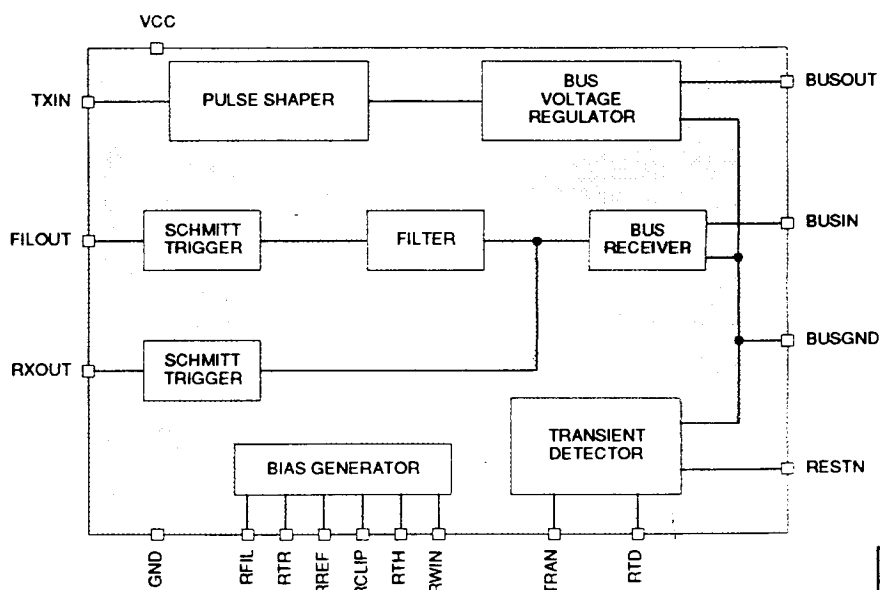 VCC
TXIN
PULSE SHAPER
BUS
VOLTAGE
REGULATOR
BUSOUT
FILOUT
SCHMITT
TRIGGER
FILTER
BUS
RECEIVER
BUSIN
BUSGND
RXOUT
SCHMITT
TRIGGER
TRANSIENT
DETECTOR
BIAS GENERATOR
RESTN
GND
RFIL
RTR
RREF
RCLIP
RTH
RWIN
TRAN
RTD